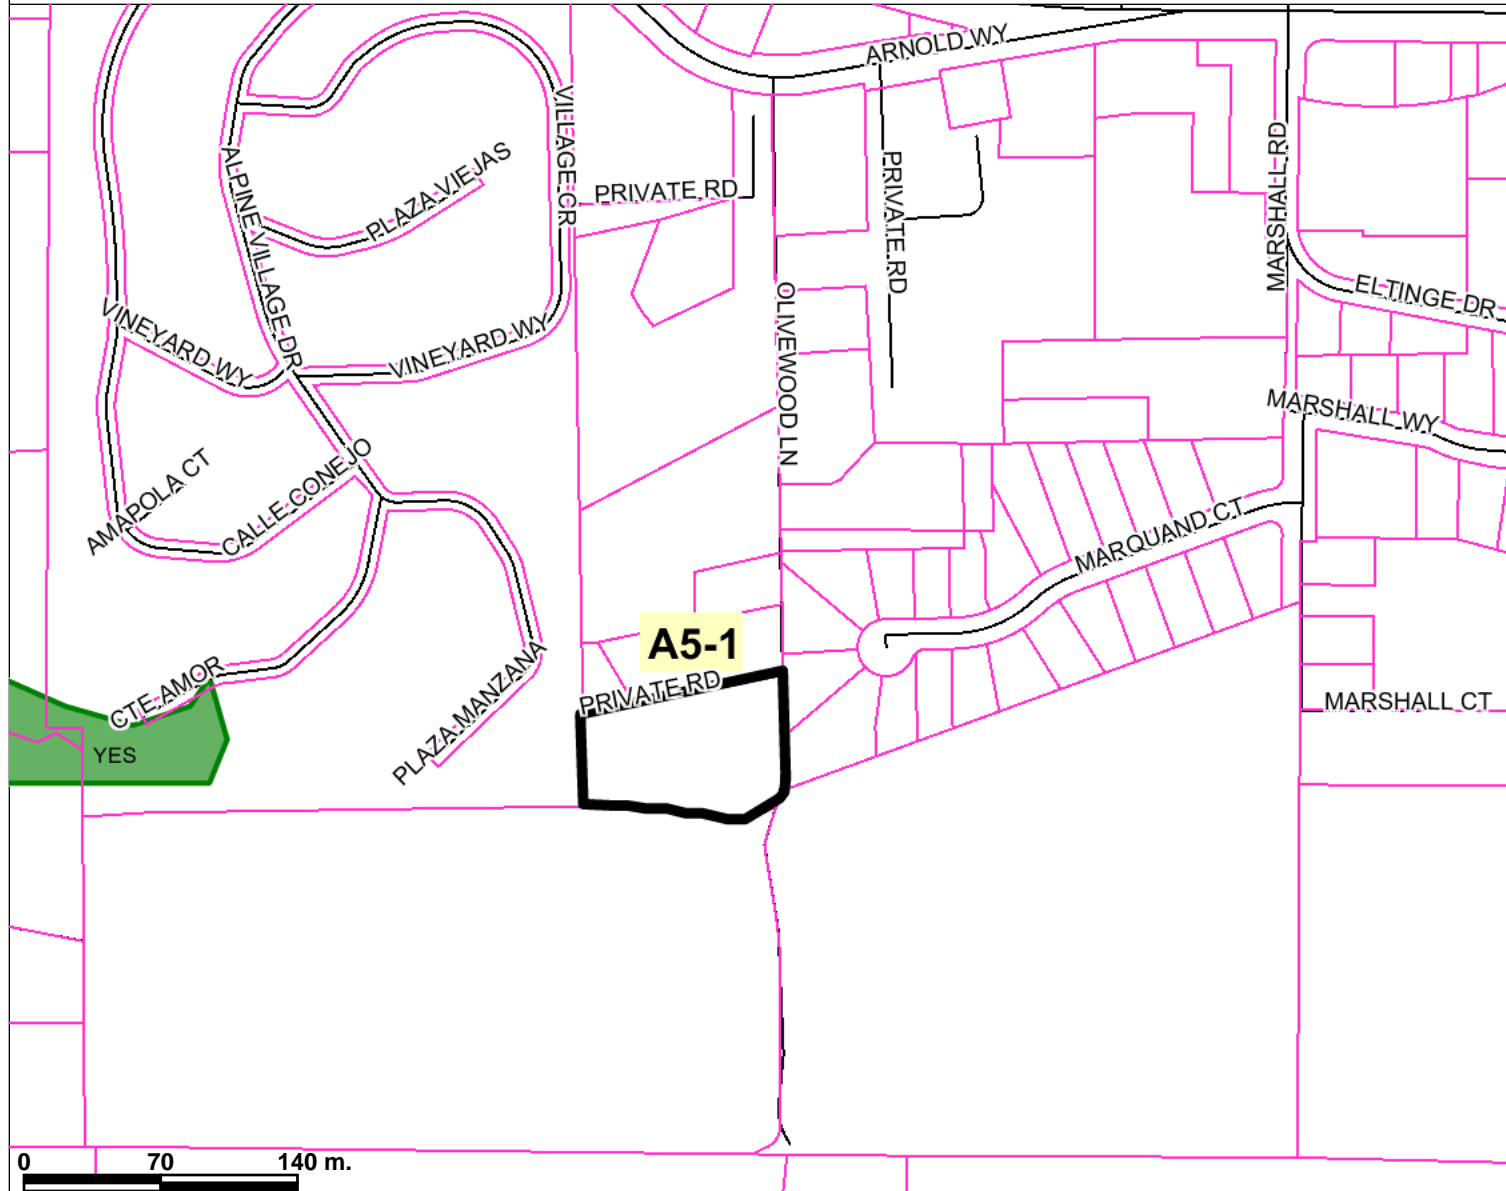 ARNOLD WY
VILLAGE CR
PLAZA VIEJAS
ALPINE VILLAGE DR
PRIVATE RD
PRIVATE RD
MARSHALL RD
ELTINGE DR
OLIVEWOOD LN
VINEYARD WY
VINEYARD WY
MARSHALL WY
AMAPOLA CT
CALLE CONEJO
MARQUAND CT
A5-1
CTE AMOR
PLAZA MANZANA
PRIVATE RD
MARSHALL CT
YES
0 70 140 m.